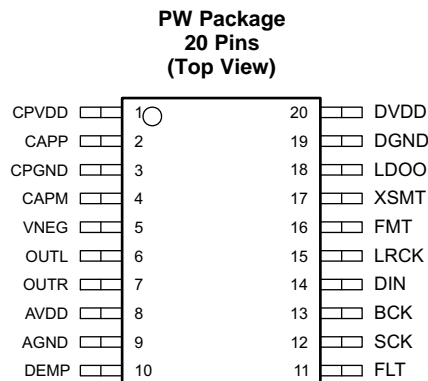 PW Package
20 Pins
(Top View)
CPVDD 1 20 DVDD
CAPP 2 19 DGND
CPGND 3 18 LDOO
CAPM 4 17 XSMT
VNEG 5 16 FMT
OUTL 6 15 LRCK
OUTR 7 14 DIN
AVDD 8 13 BCK
AGND 9 12 SCK
DEMP 10 11 FLT